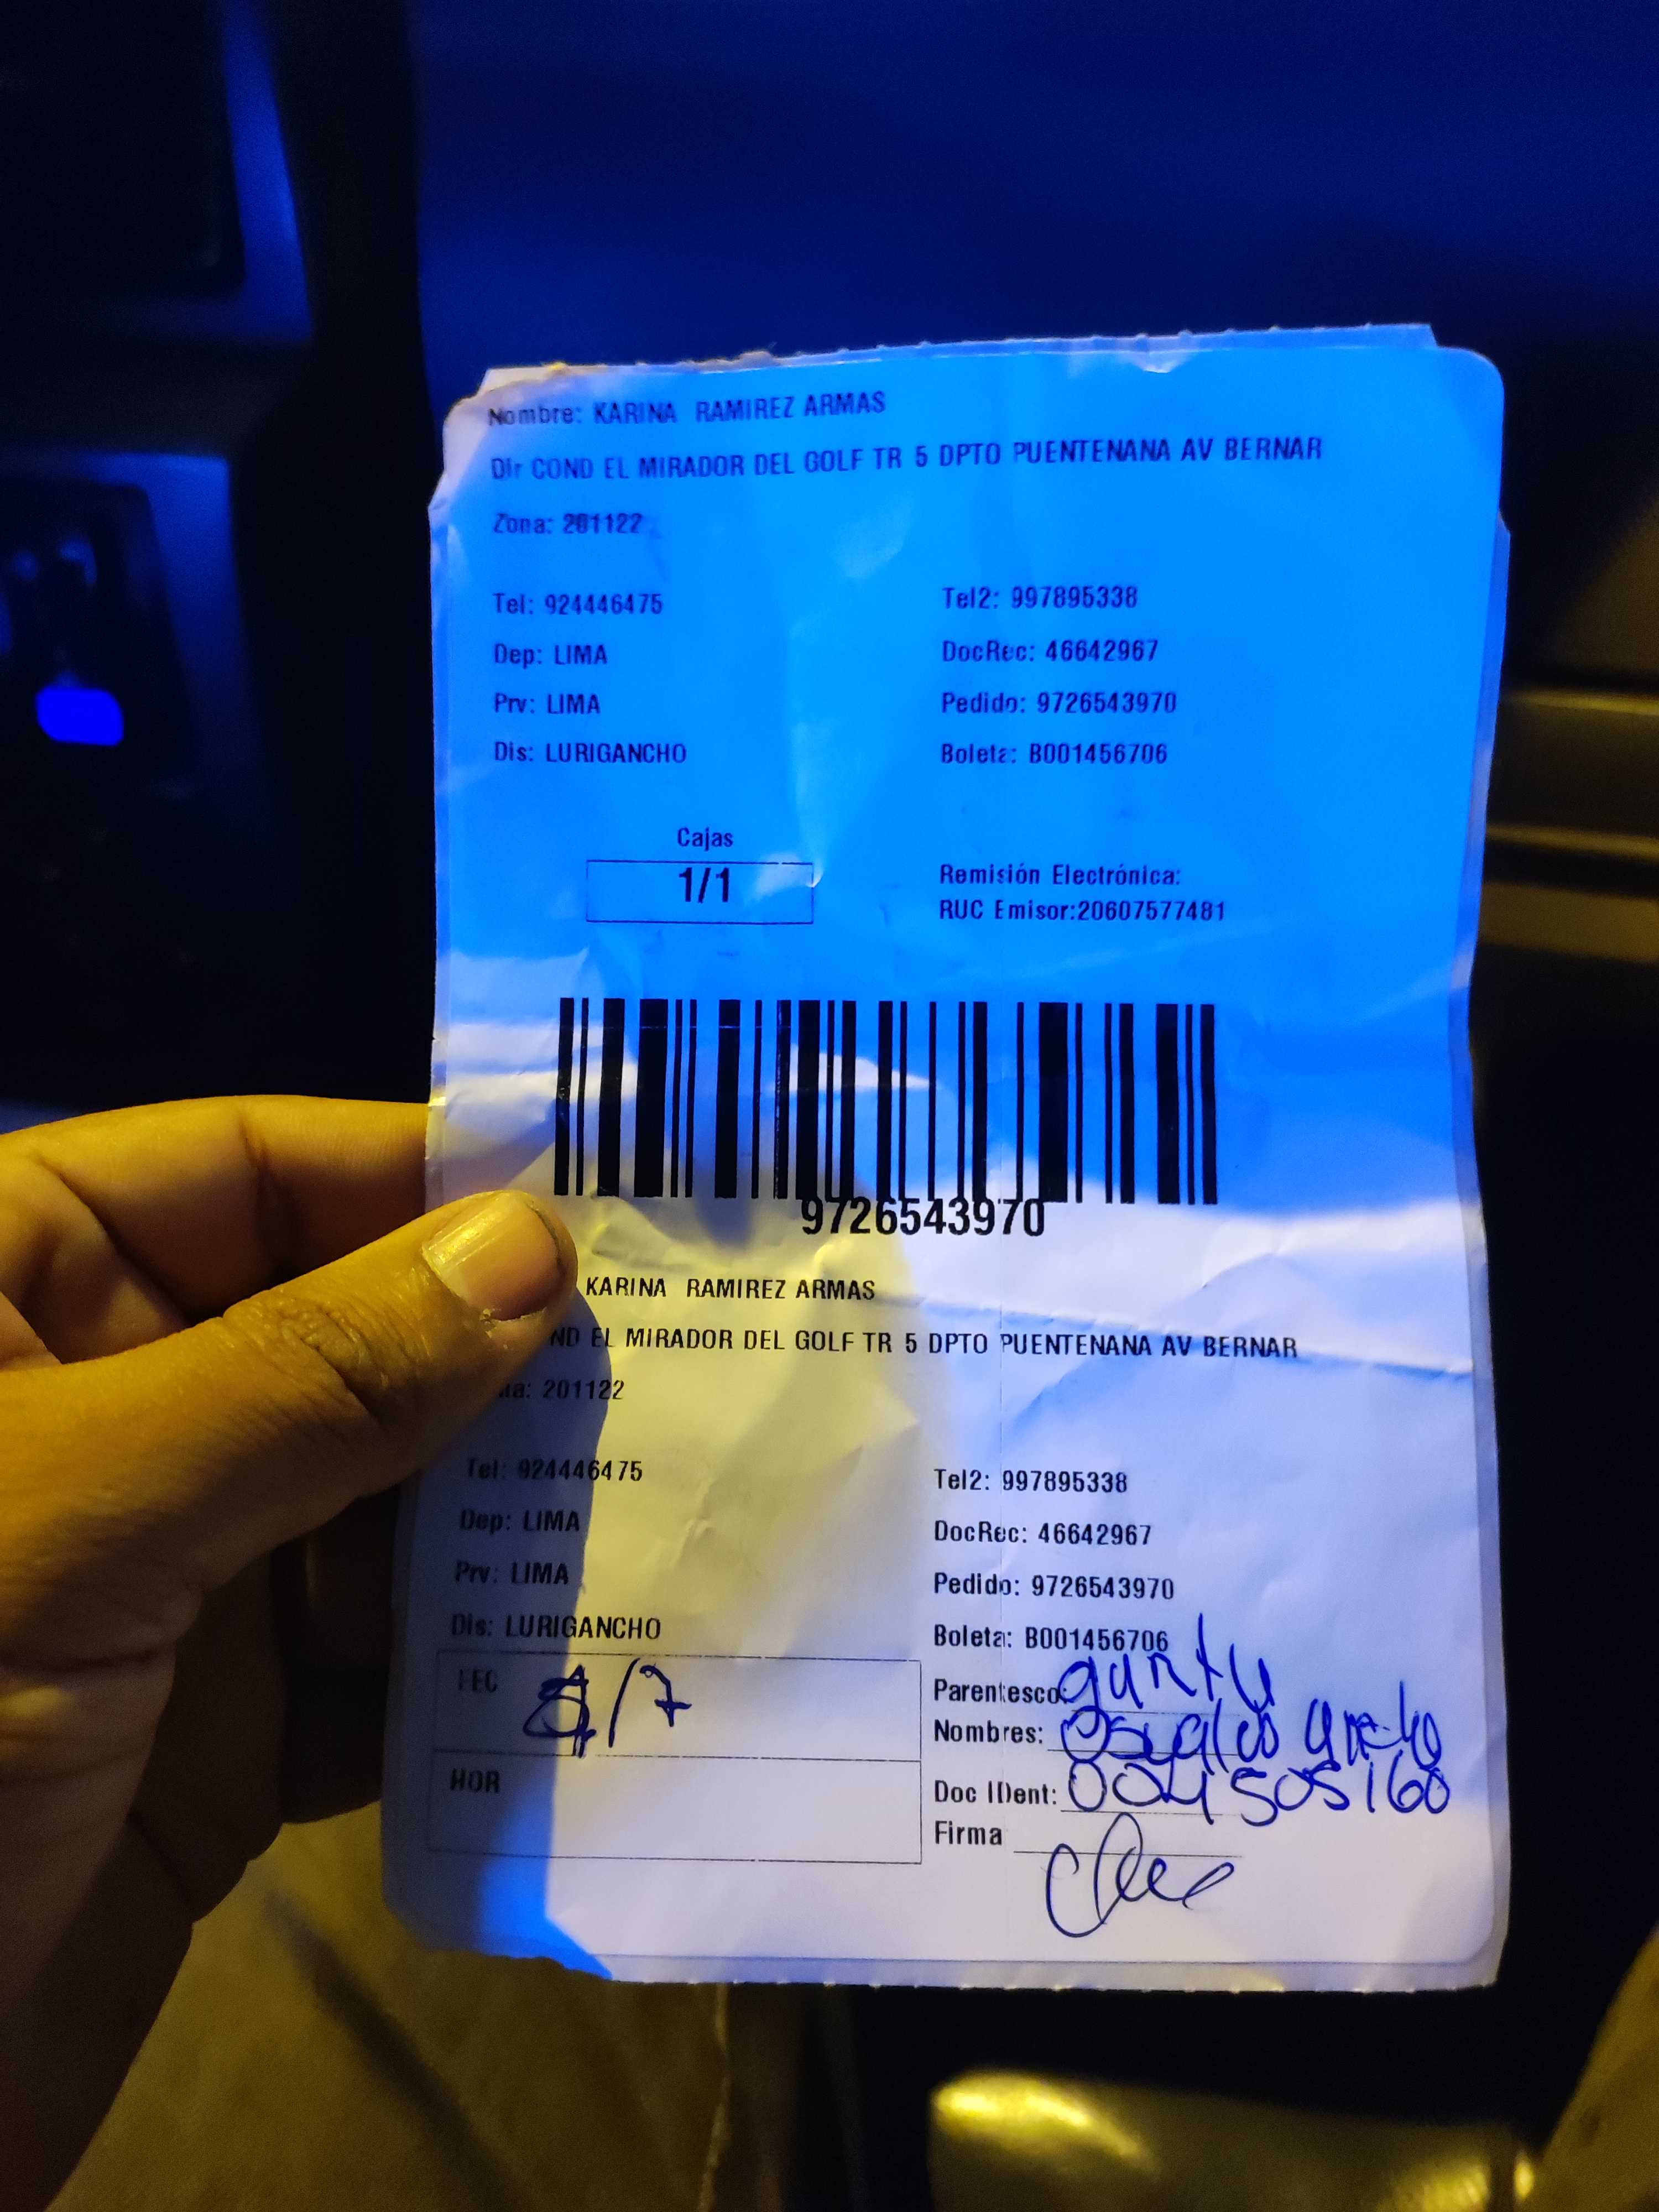 Nombre: KARINA RAMIREZ ARMAS
Dir COND EL MIRADOR DEL GOLF TR 5 DPTO PUENTENANA AV BERNAR
Zona: 201122
Tel: 924446475 Tel2: 997895338
Dep: LIMA DocRec: 46642967
Prv: LIMA Pedido: 9726543970
Dis: LURIGANCHO Boleta: B001456706
Cajas
1/1
Remisión Electrónica:
RUC Emisor:20607577481
9726543970
KARINA RAMIREZ ARMAS
ND EL MIRADOR DEL GOLF TR 5 DPTO PUENTENANA AV BERNAR
na: 201122
Tel: 924446475 Tel2: 997895338
Dep: LIMA DocRec: 46642967
Prv: LIMA Pedido: 9726543970
Dis: LURIGANCHO Boleta: B001456706
FEC /7 Parentesco:
Nombres:
HOR Doc IDent: 004505160
Firma